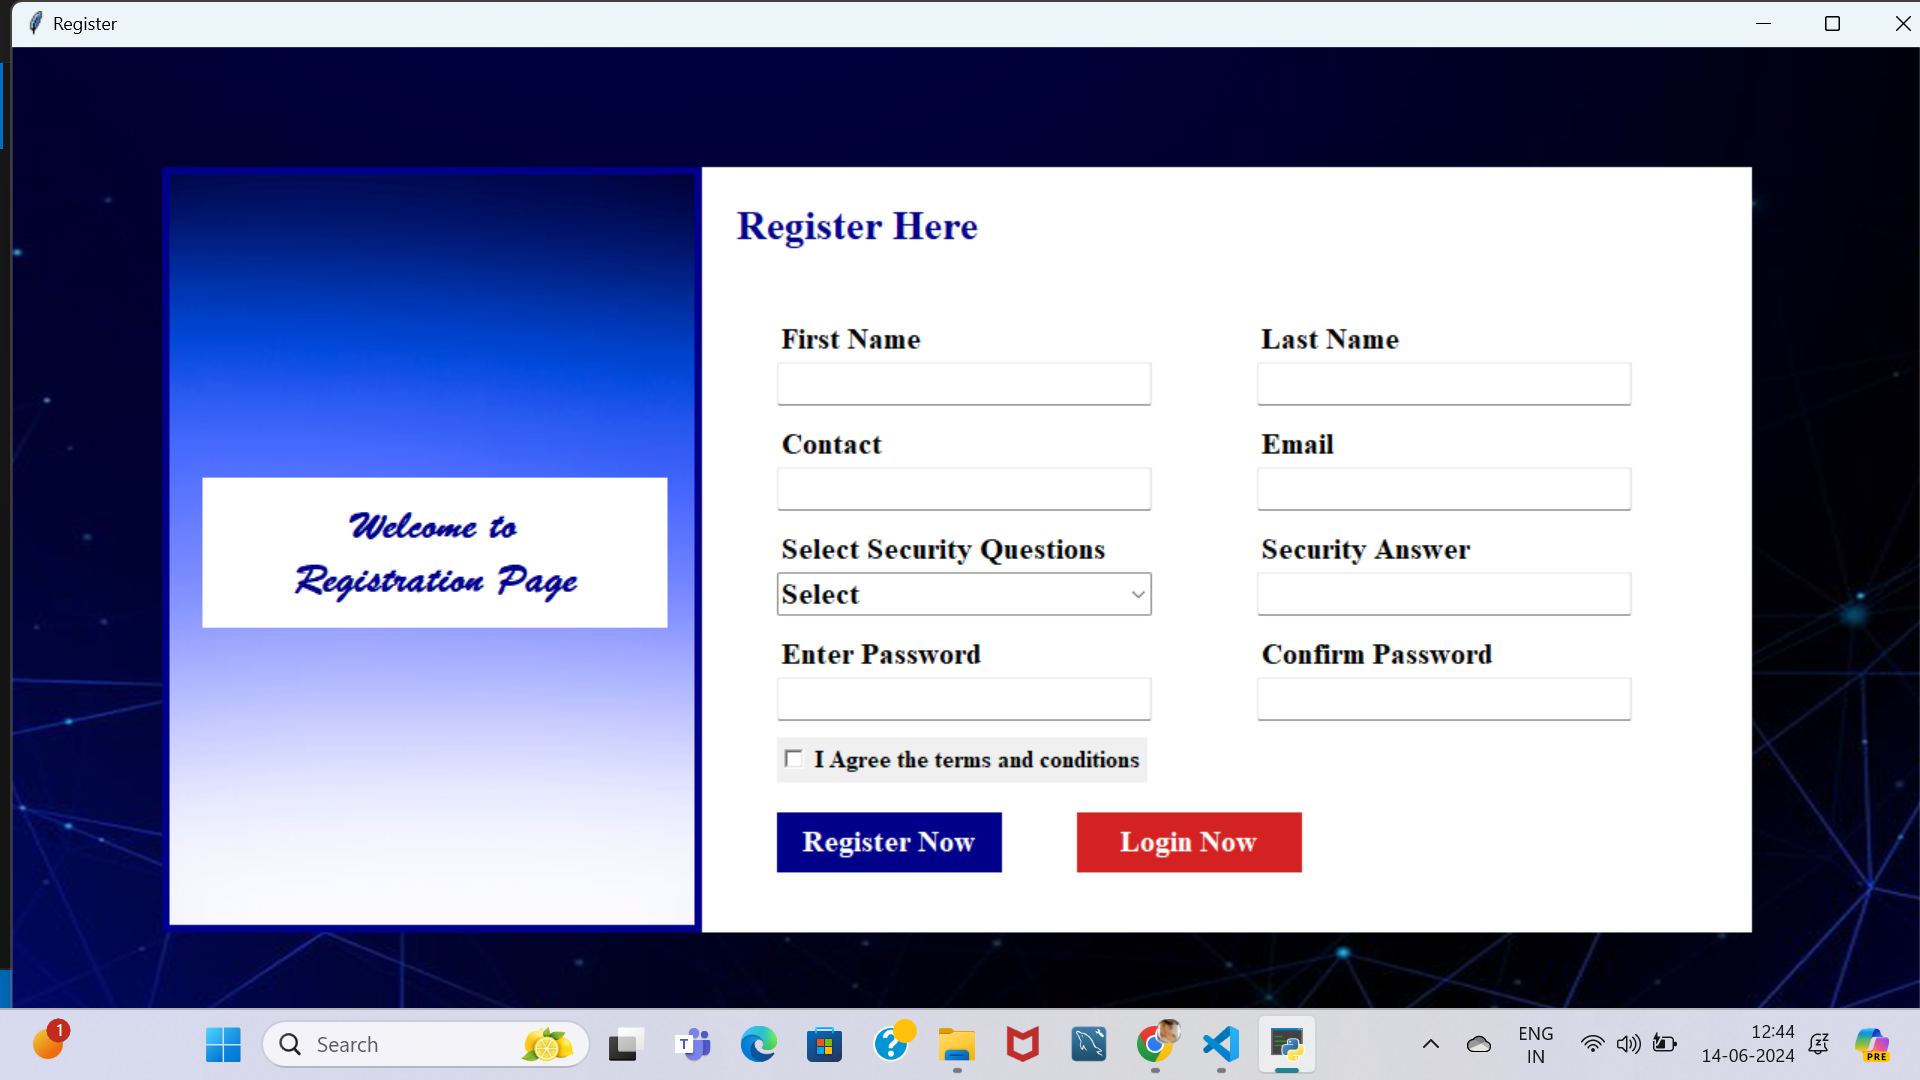 Register
Register Here
Welcome to
Registration Page
First Name
Last Name
Contact
Email
Select Security Questions
Security Answer
Select
Enter Password
Confirm Password
I Agree the terms and conditions
Register Now
Login Now
1
Search
T
?
ENG
IN
12:44
14-06-2024
PRE